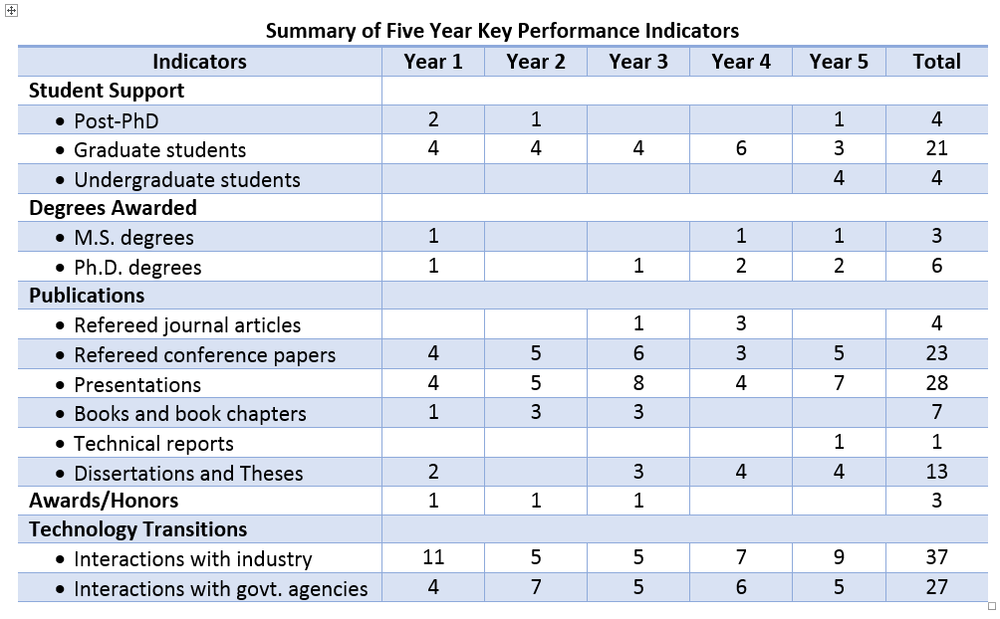 Summary of Five Year Key Performance Indicators
Indicators Year 1 Year 2 Year 3 Year 4 Year 5 Total
Student Support
• Post-PhD 2 1 1 4
• Graduate students 4 4 4 6 3 21
• Undergraduate students 4 4
Degrees Awarded
• M.S. degrees 1 1 1 3
• Ph.D. degrees 1 1 2 2 6
Publications
• Refereed journal articles 1 3 4
• Refereed conference papers 4 5 6 3 5 23
• Presentations 4 5 8 4 7 28
• Books and book chapters 1 3 3 7
• Technical reports 1 1
• Dissertations and Theses 2 3 4 4 13
Awards/Honors 1 1 1 3
Technology Transitions
• Interactions with industry 11 5 5 7 9 37
• Interactions with govt. agencies 4 7 5 6 5 27